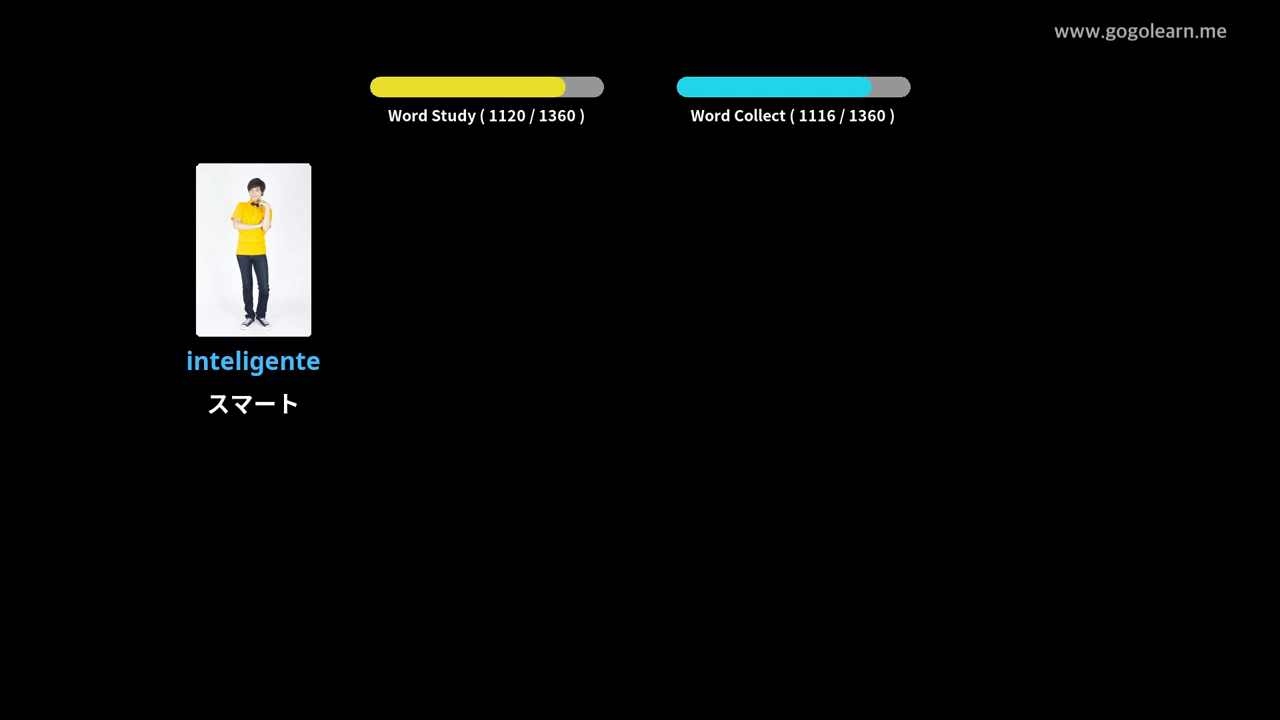 www.gogolearn.me
Word Study ( 1120 / 1360 )
Word Collect ( 1116 / 1360 )
inteligente
スマート